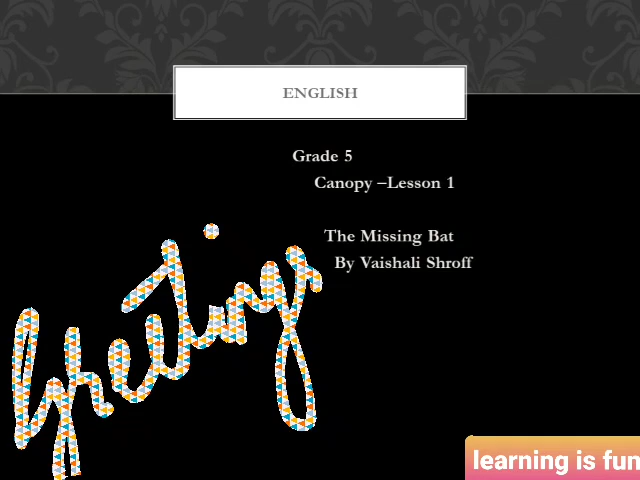 ENGLISH
Grade 5
Canopy –Lesson 1
The Missing Bat
By Vaishali Shroff
Greetings
learning is fun